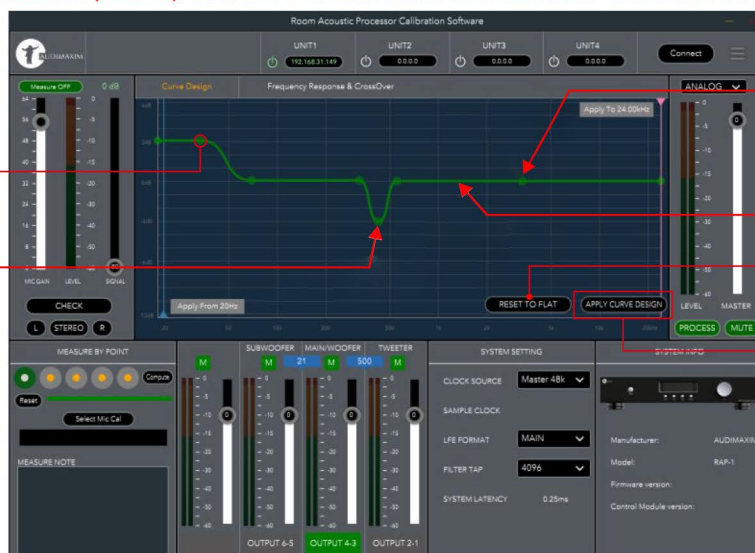 Room Acoustic Processor Calibration Software
AUDIMAXIM
UNIT1
192.168.31.149
UNIT2
0.0.0.0
UNIT3
0.0.0.0
UNIT4
0.0.0.0
Connect
Measure OFF
0 dB
Curve Design
Frequency Response & CrossOver
ANALOG
Apply To 24.00kHz
Apply From 20Hz
RESET TO FLAT
APPLY CURVE DESIGN
MIC GAIN
LEVEL
SIGNAL
CHECK
L
STEREO
R
LEVEL
MASTER
PROCESS
MUTE
MEASURE BY POINT
Compute
Reset
Select Mic Cal
MEASURE NOTE
SUBWOOFER
MAIN/WOOFER
TWEETER
M
M
21
M
500
M
OUTPUT 6-5
OUTPUT 4-3
OUTPUT 2-1
SYSTEM SETTING
CLOCK SOURCE
Master 48k
SAMPLE CLOCK
LFE FORMAT
MAIN
FILTER TAP
4096
SYSTEM LATENCY
0.25ms
SYSTEM INFO
Manufacturer:
AUDIMAXIM
Model:
RAP-1
Firmware version:
Control Module version: